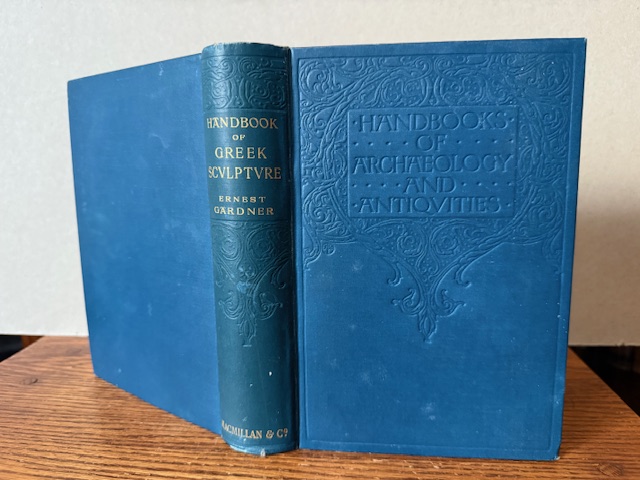 HANDBOOK
OF
GREEK
SCVLPTVRE
ERNEST
GARDNER
MACMILLAN & Co.
·HANDBOOKS·
OF
ARCHAEOLOGY
AND
·ANTIQVITIES·